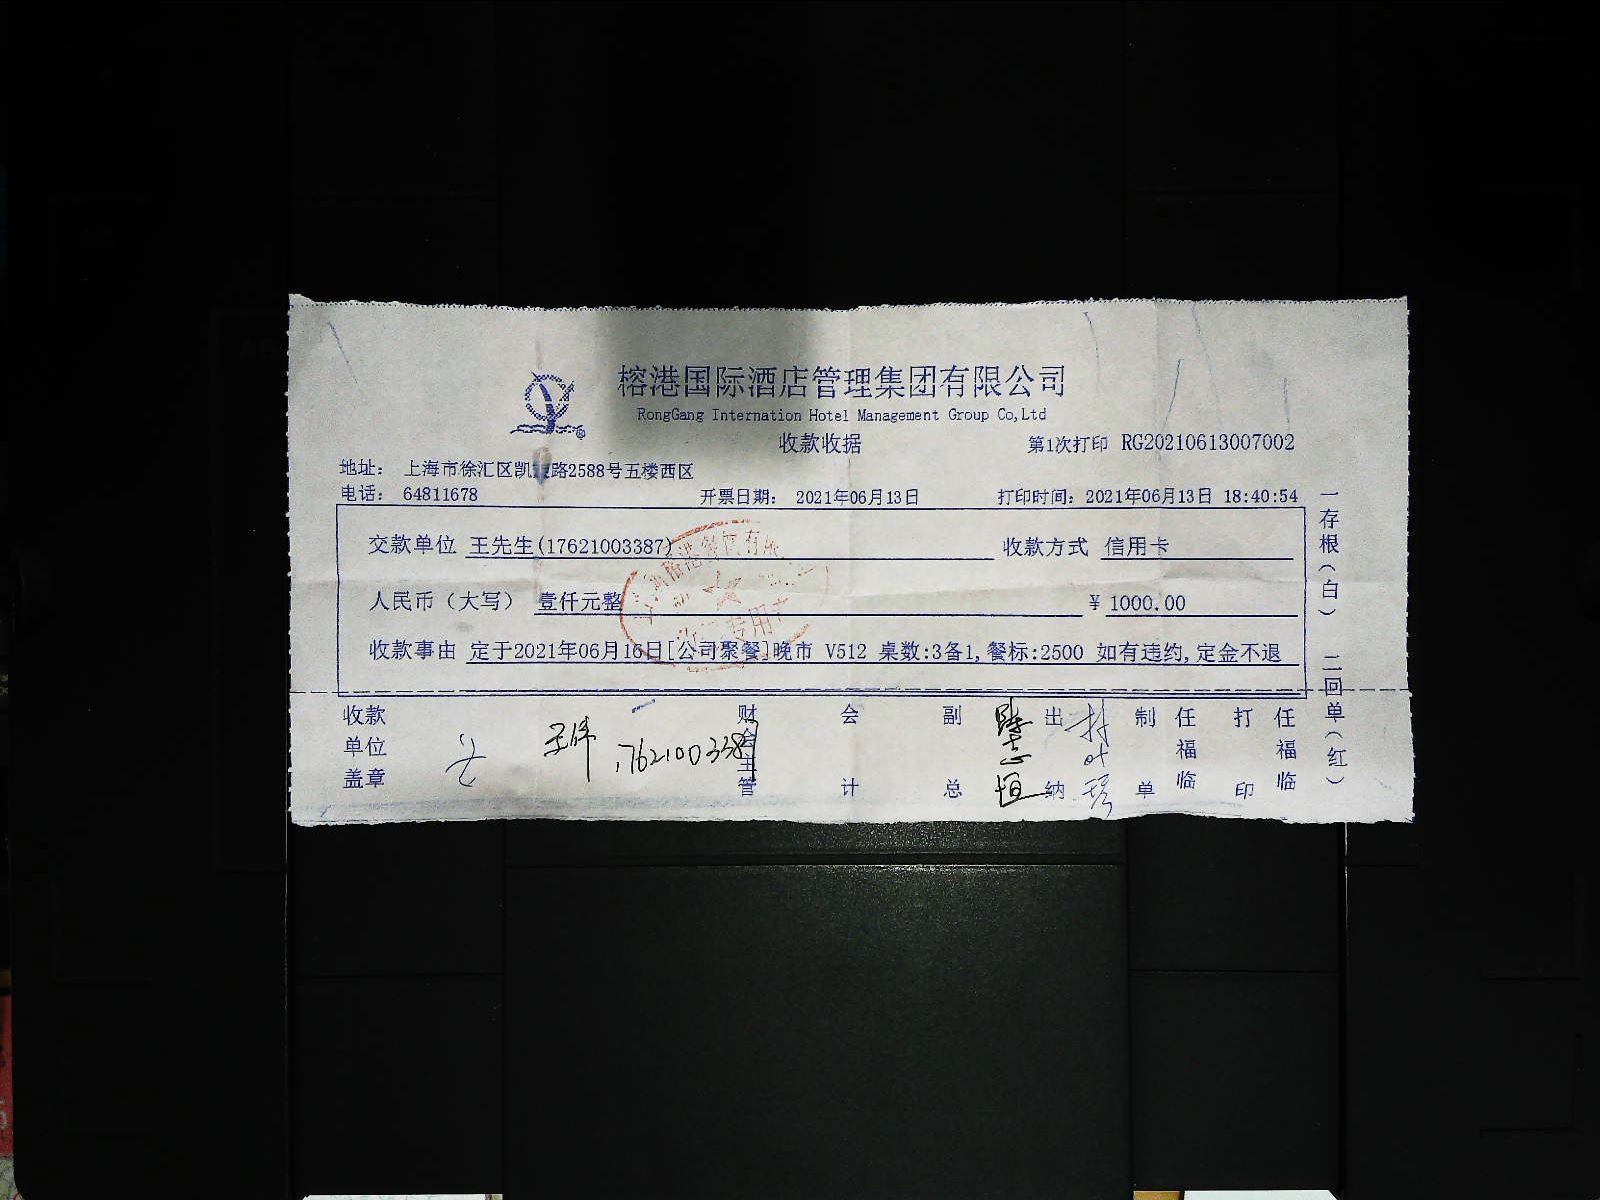 榕港国际酒店管理集团有限公司
RongGang Internation Hotel Management Group Co,Ltd
收款收据
第1次打印 RG20210613007002
地址： 上海市徐汇区凯 路2588号五楼西区
电话： 64811678 开票日期： 2021年06月13日 打印时间：2021年06月13日 18:40:54
交款单位 王先生(17621003387) 收款方式 信用卡
人民币（大写） 壹仟元整 ¥ 1000.00
收款事由 定于2021年06月16日[公司聚餐]晚市 V512 桌数:3备1,餐标:2500 如有违约,定金不退
收款单位盖章
财会主管 会计 副总 出纳 制单 任福临 打印 任福临
一存根（白） 二回单（红）